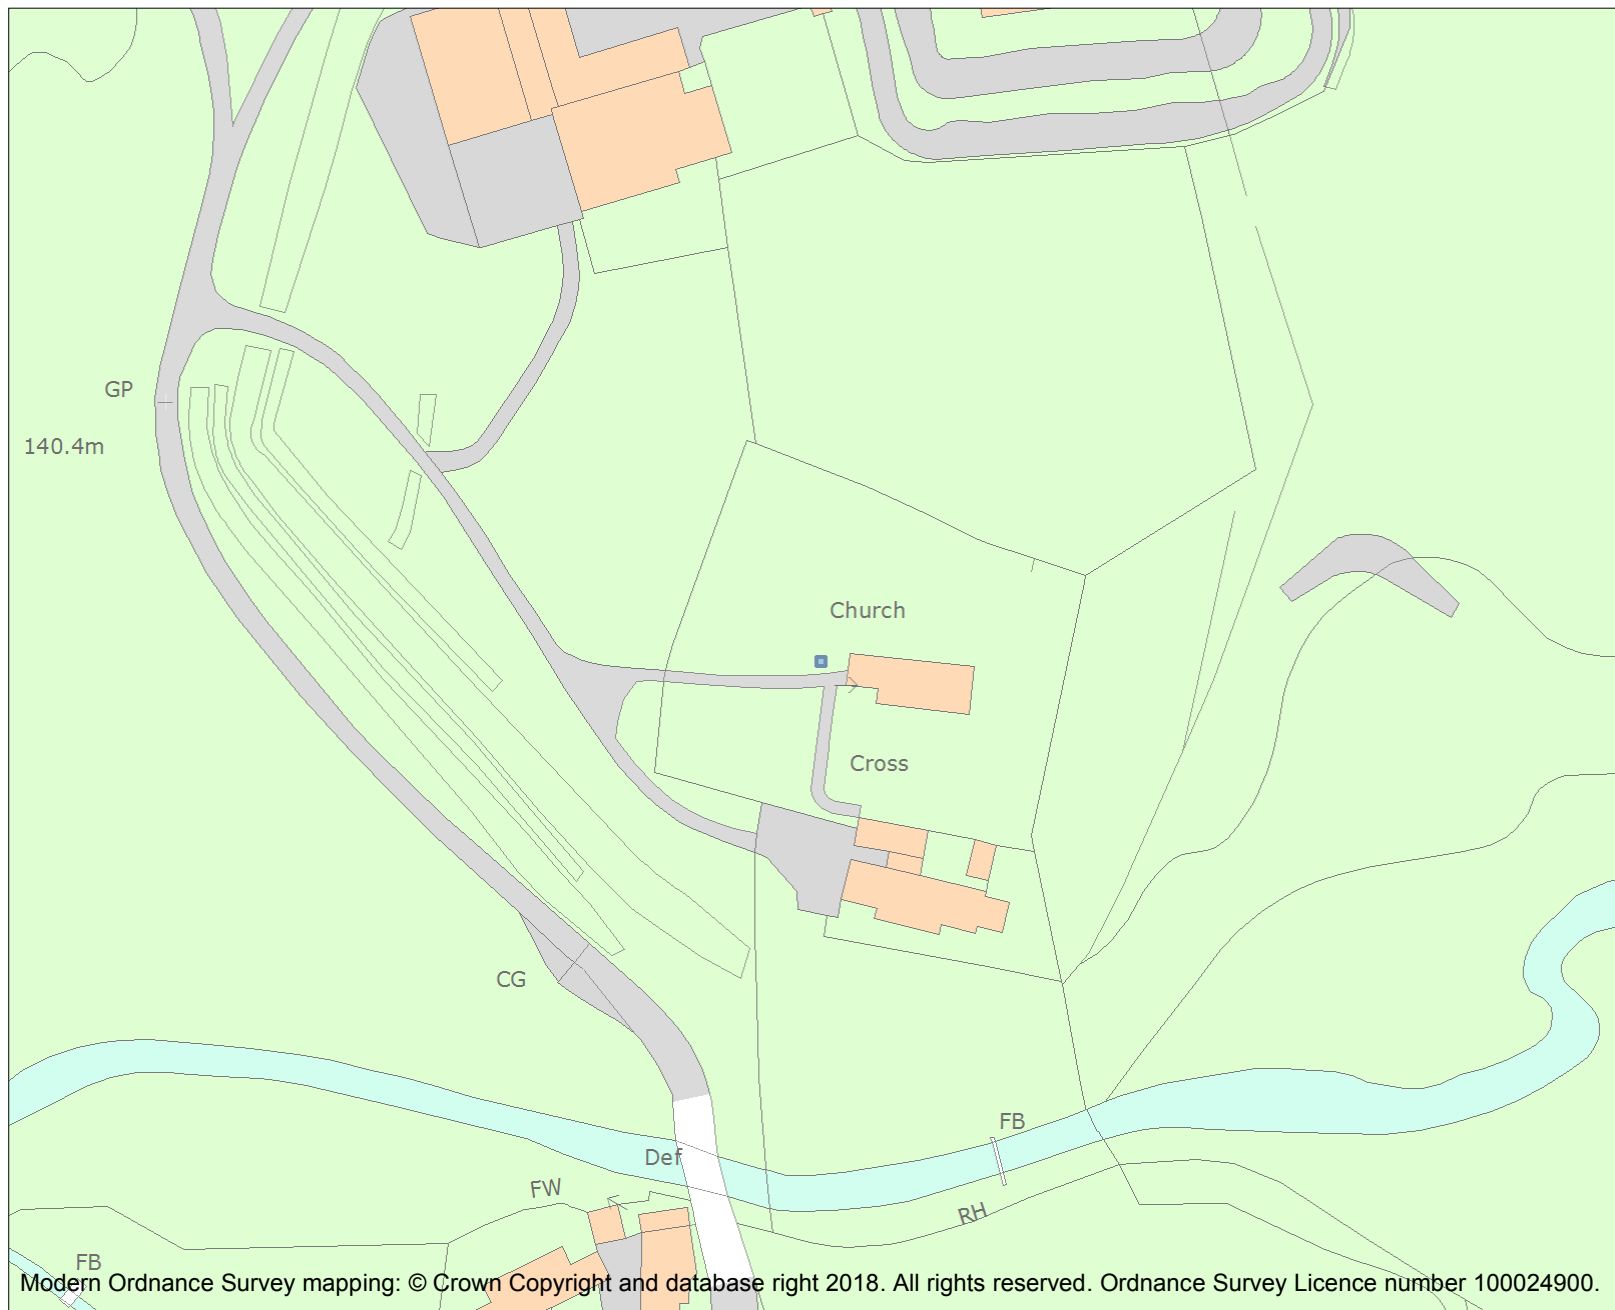 GP
140.4m
Church
Cross
CG
FB
Def
FW
RH
FB
Modern Ordnance Survey mapping: © Crown Copyright and database right 2018. All rights reserved. Ordnance Survey Licence number 100024900.